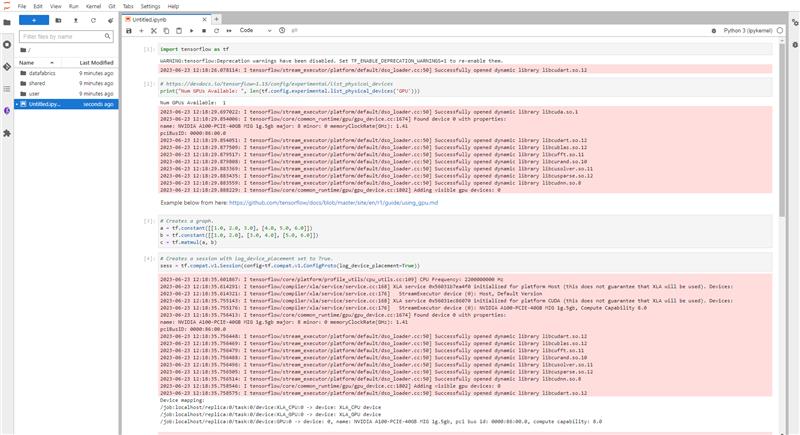 File Edit View Run Kernel Git Tabs Settings Help
Filter files by name
/
Name Last Modified
datafabrics 9 minutes ago
shared 9 minutes ago
user 9 minutes ago
Untitled.ipy... seconds ago
Untitled.ipynb
Code
Python 3 (ipykernel)
import tensorflow as tf
WARNING:tensorflow:Deprecation warnings have been disabled. Set TF_ENABLE_DEPRECATION_WARNINGS=1 to re-enable them.
2023-06-23 12:18:26.078114: I tensorflow/stream_executor/platform/default/dso_loader.cc:50] Successfully opened dynamic library libcudart.so.12
# https://devdocs.io/tensorflow~1.15/config/experimental/list_physical_devices
print("Num GPUs Available: ", len(tf.config.experimental.list_physical_devices('GPU')))
Num GPUs Available: 1
2023-06-23 12:18:29.697022: I tensorflow/stream_executor/platform/default/dso_loader.cc:50] Successfully opened dynamic library libcuda.so.1
2023-06-23 12:18:29.854006: I tensorflow/core/common_runtime/gpu/gpu_device.cc:1674] Found device 0 with properties:
name: NVIDIA A100-PCIE-40GB MIG 1g.5gb major: 8 minor: 0 memoryClockRate(GHz): 1.41
pciBusID: 0000:86:00.0
2023-06-23 12:18:29.854051: I tensorflow/stream_executor/platform/default/dso_loader.cc:50] Successfully opened dynamic library libcudart.so.12
2023-06-23 12:18:29.877509: I tensorflow/stream_executor/platform/default/dso_loader.cc:50] Successfully opened dynamic library libcublas.so.12
2023-06-23 12:18:29.879517: I tensorflow/stream_executor/platform/default/dso_loader.cc:50] Successfully opened dynamic library libcufft.so.11
2023-06-23 12:18:29.879808: I tensorflow/stream_executor/platform/default/dso_loader.cc:50] Successfully opened dynamic library libcurand.so.10
2023-06-23 12:18:29.883369: I tensorflow/stream_executor/platform/default/dso_loader.cc:50] Successfully opened dynamic library libcusolver.so.11
2023-06-23 12:18:29.883435: I tensorflow/stream_executor/platform/default/dso_loader.cc:50] Successfully opened dynamic library libcusparse.so.12
2023-06-23 12:18:29.883559: I tensorflow/stream_executor/platform/default/dso_loader.cc:50] Successfully opened dynamic library libcudnn.so.8
2023-06-23 12:18:29.888229: I tensorflow/core/common_runtime/gpu/gpu_device.cc:1802] Adding visible gpu devices: 0
Example below from here: https://github.com/tensorflow/docs/blob/master/site/en/r1/guide/using_gpu.md
[3]: # Creates a graph.
a = tf.constant([[1.0, 2.0, 3.0], [4.0, 5.0, 6.0]])
b = tf.constant([[1.0, 2.0], [3.0, 4.0], [5.0, 6.0]])
c = tf.matmul(a, b)
[4]: # Creates a session with log_device_placement set to True.
sess = tf.compat.v1.Session(config=tf.compat.v1.ConfigProto(log_device_placement=True))
2023-06-23 12:18:35.601867: I tensorflow/core/platform/profile_utils/cpu_utils.cc:109] CPU Frequency: 2200000000 Hz
2023-06-23 12:18:35.614291: I tensorflow/compiler/xla/service/service.cc:168] XLA service 0x56031b7ea4f0 initialized for platform Host (this does not guarantee that XLA will be used). Devices:
2023-06-23 12:18:35.614321: I tensorflow/compiler/xla/service/service.cc:176] StreamExecutor device (0): Host, Default Version
2023-06-23 12:18:35.755143: I tensorflow/compiler/xla/service/service.cc:168] XLA service 0x56031ec86070 initialized for platform CUDA (this does not guarantee that XLA will be used). Devices:
2023-06-23 12:18:35.755176: I tensorflow/compiler/xla/service/service.cc:176] StreamExecutor device (0): NVIDIA A100-PCIE-40GB MIG 1g.5gb, Compute Capability 8.0
2023-06-23 12:18:35.756413: I tensorflow/core/common_runtime/gpu/gpu_device.cc:1674] Found device 0 with properties:
name: NVIDIA A100-PCIE-40GB MIG 1g.5gb major: 8 minor: 0 memoryClockRate(GHz): 1.41
pciBusID: 0000:86:00.0
2023-06-23 12:18:35.756448: I tensorflow/stream_executor/platform/default/dso_loader.cc:50] Successfully opened dynamic library libcudart.so.12
2023-06-23 12:18:35.756469: I tensorflow/stream_executor/platform/default/dso_loader.cc:50] Successfully opened dynamic library libcublas.so.12
2023-06-23 12:18:35.756479: I tensorflow/stream_executor/platform/default/dso_loader.cc:50] Successfully opened dynamic library libcufft.so.11
2023-06-23 12:18:35.756488: I tensorflow/stream_executor/platform/default/dso_loader.cc:50] Successfully opened dynamic library libcurand.so.10
2023-06-23 12:18:35.756496: I tensorflow/stream_executor/platform/default/dso_loader.cc:50] Successfully opened dynamic library libcusolver.so.11
2023-06-23 12:18:35.756505: I tensorflow/stream_executor/platform/default/dso_loader.cc:50] Successfully opened dynamic library libcusparse.so.12
2023-06-23 12:18:35.756514: I tensorflow/stream_executor/platform/default/dso_loader.cc:50] Successfully opened dynamic library libcudnn.so.8
2023-06-23 12:18:35.758546: I tensorflow/core/common_runtime/gpu/gpu_device.cc:1802] Adding visible gpu devices: 0
2023-06-23 12:18:35.758575: I tensorflow/stream_executor/platform/default/dso_loader.cc:50] Successfully opened dynamic library libcudart.so.12
Device mapping:
/job:localhost/replica:0/task:0/device:XLA_CPU:0 -> device: XLA_CPU device
/job:localhost/replica:0/task:0/device:XLA_GPU:0 -> device: XLA_GPU device
/job:localhost/replica:0/task:0/device:GPU:0 -> device: 0, name: NVIDIA A100-PCIE-40GB MIG 1g.5gb, pci bus id: 0000:86:00.0, compute capability: 8.0